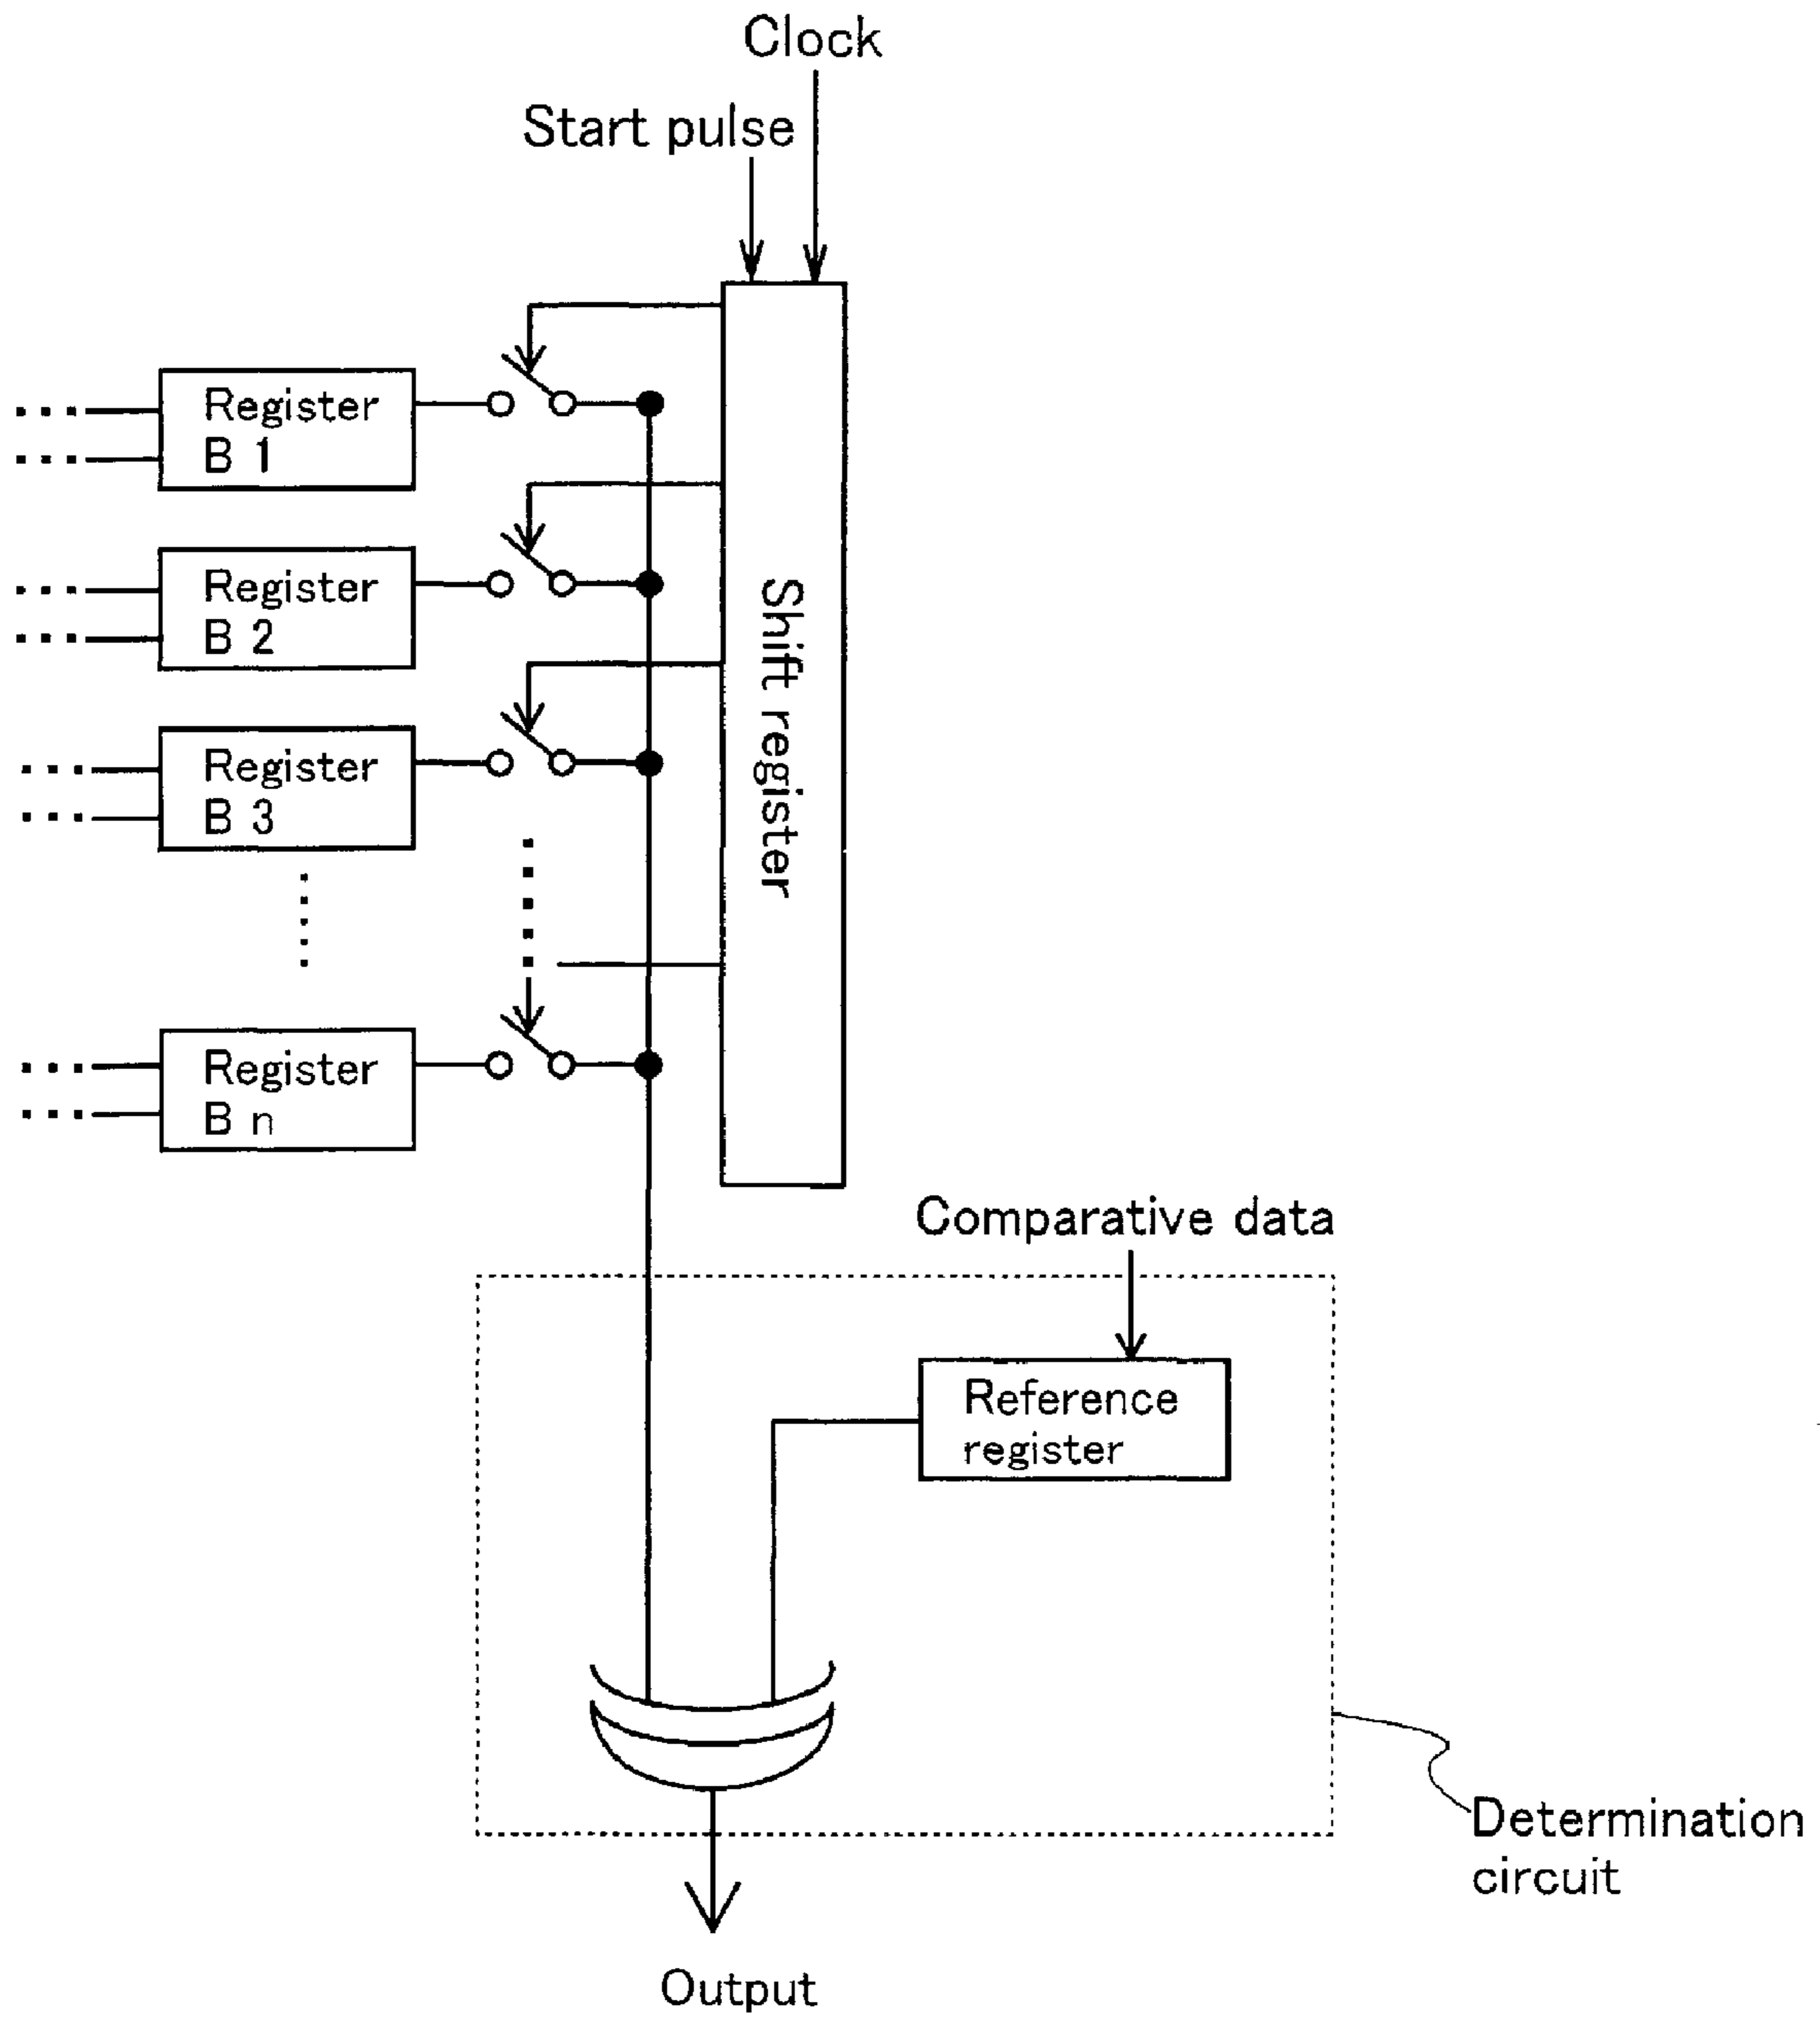 Clock
Start pulse
Register
B 1
Register
B 2
Register
B 3
Register
B n
Shift register
Comparative data
Reference
register
Determination
circuit
Output